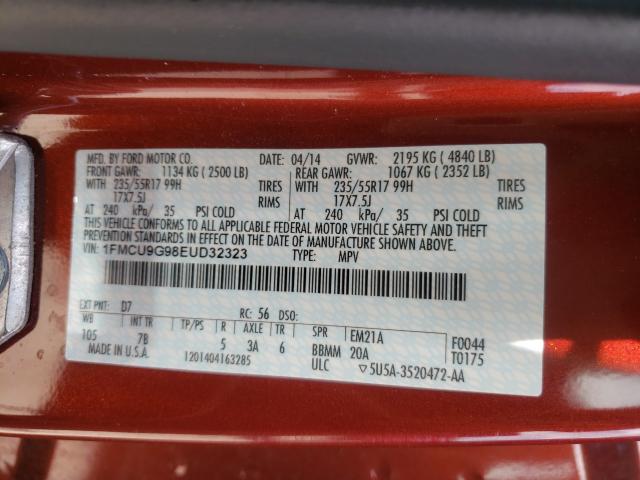 MFD. BY FORD MOTOR CO. DATE: 04/14 GVWR: 2195 KG ( 4840 LB)
FRONT GAWR: 1134 KG ( 2500 LB) REAR GAWR: 1067 KG ( 2352 LB)
WITH 235/55R17 99H TIRES WITH 235/55R17 99H TIRES
17X7.5J RIMS 17X7.5J RIMS
AT 240 kPa/ 35 PSI COLD AT 240 kPa/ 35 PSI COLD
THIS VEHICLE CONFORMS TO ALL APPLICABLE FEDERAL MOTOR VEHICLE SAFETY AND THEFT
PREVENTION STANDARDS IN EFFECT ON THE DATE OF MANUFACTURE SHOWN ABOVE.
VIN: 1FMCU9G98EUD32323 TYPE: MPV
EXT PNT: D7 RC: 56 DSO:
WB INT TR TP/PS R AXLE TR SPR EM21A F0044
105 7B 5 3A 6 BBMM 20A T0175
MADE IN U.S.A. 1201404163285 ULC ▽5U5A-3520472-AA